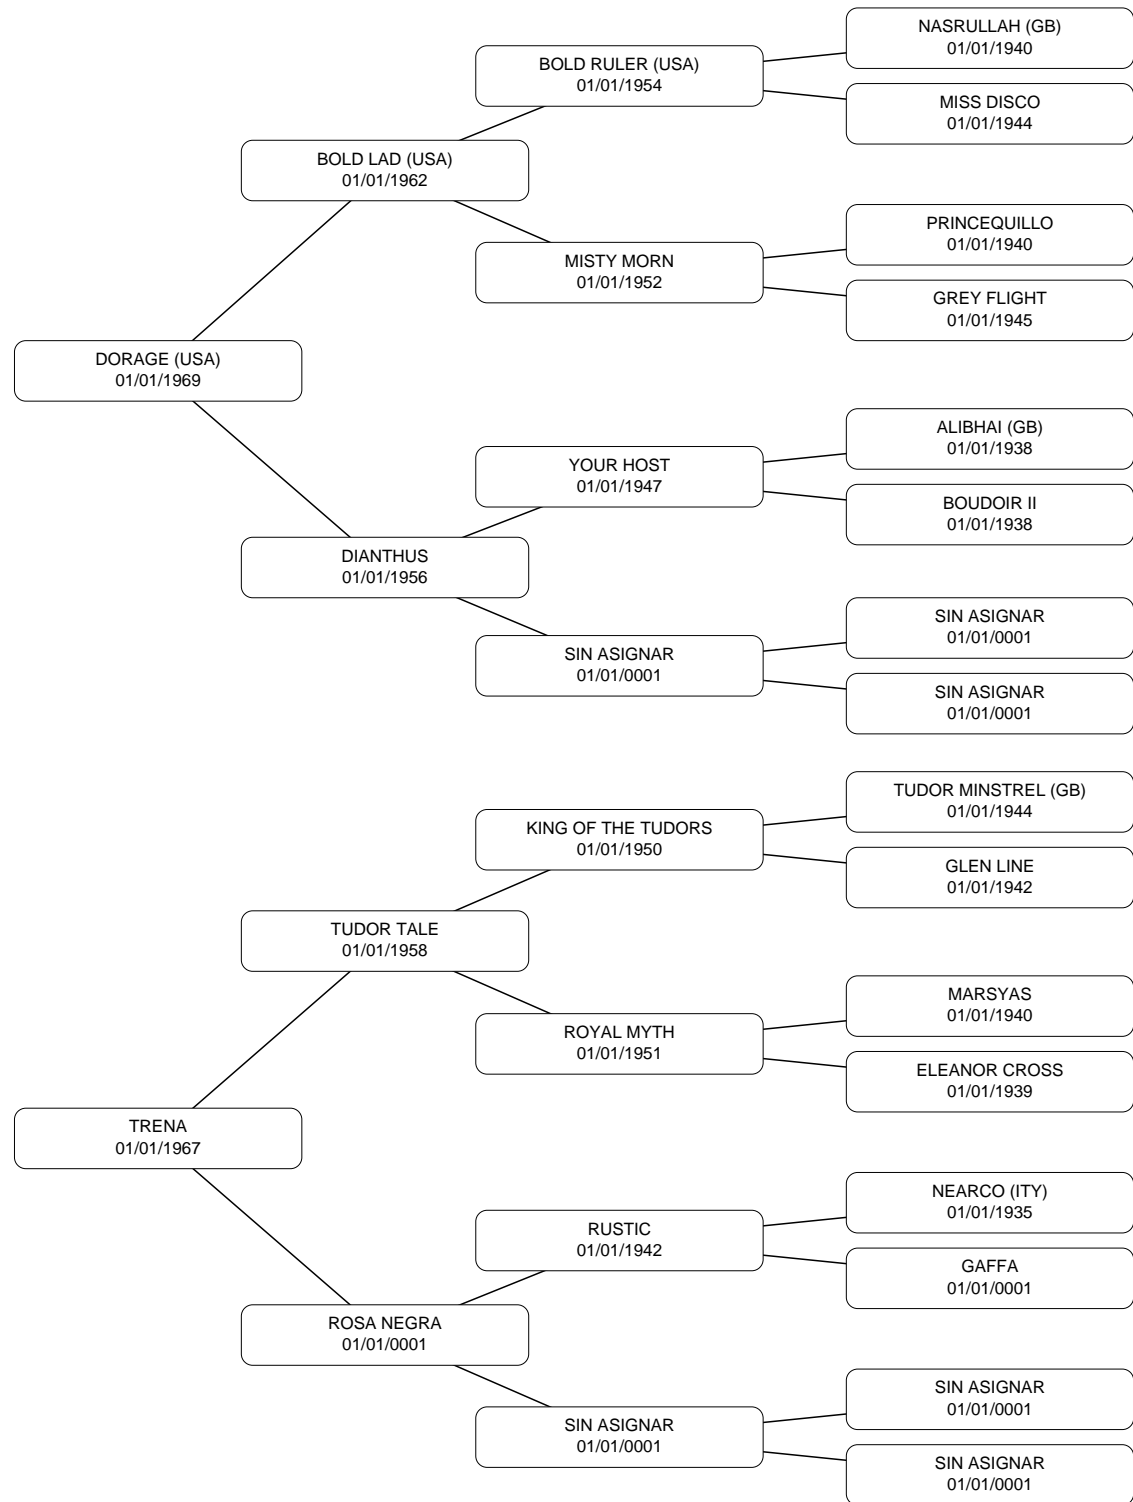 NASRULLAH (GB)
01/01/1940
BOLD RULER (USA)
01/01/1954
MISS DISCO
01/01/1944
BOLD LAD (USA)
01/01/1962
PRINCEQUILLO
01/01/1940
MISTY MORN
01/01/1952
GREY FLIGHT
01/01/1945
DORAGE (USA)
01/01/1969
ALIBHAI (GB)
01/01/1938
YOUR HOST
01/01/1947
BOUDOIR II
01/01/1938
DIANTHUS
01/01/1956
SIN ASIGNAR
01/01/0001
SIN ASIGNAR
01/01/0001
SIN ASIGNAR
01/01/0001
TUDOR MINSTREL (GB)
01/01/1944
KING OF THE TUDORS
01/01/1950
GLEN LINE
01/01/1942
TUDOR TALE
01/01/1958
MARSYAS
01/01/1940
ROYAL MYTH
01/01/1951
ELEANOR CROSS
01/01/1939
TRENA
01/01/1967
NEARCO (ITY)
01/01/1935
RUSTIC
01/01/1942
GAFFA
01/01/0001
ROSA NEGRA
01/01/0001
SIN ASIGNAR
01/01/0001
SIN ASIGNAR
01/01/0001
SIN ASIGNAR
01/01/0001